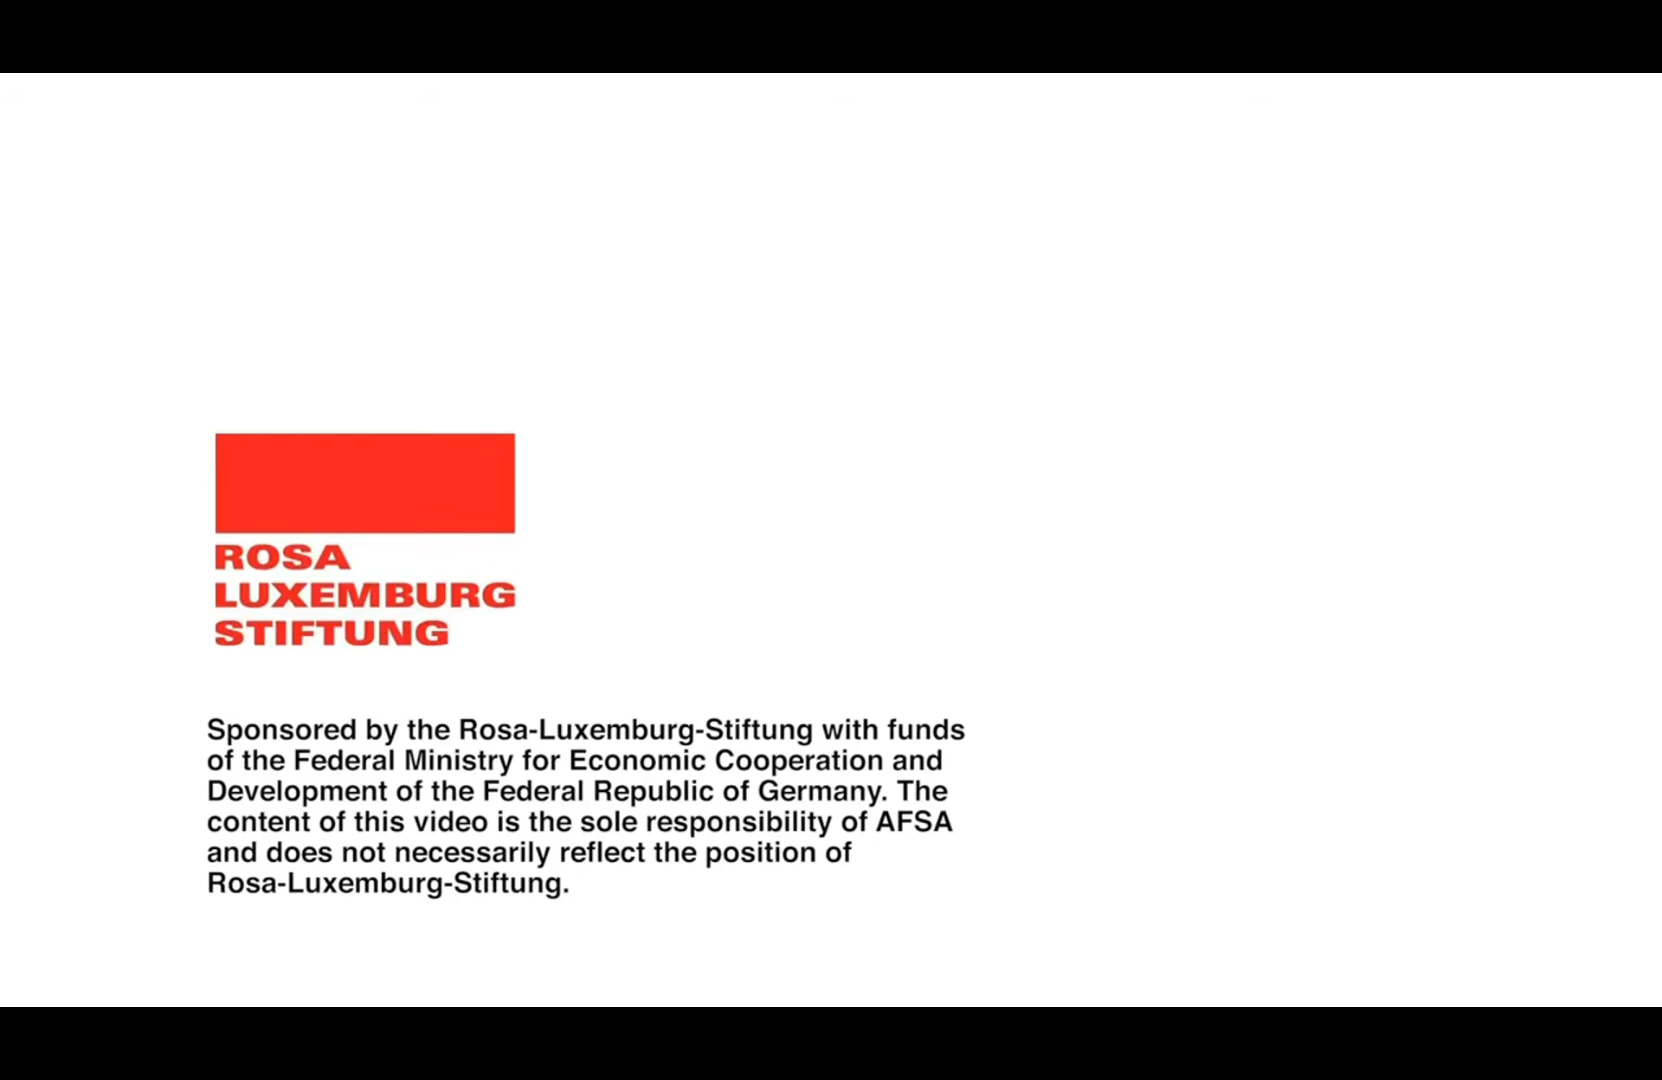 ROSA
LUXEMBURG
STIFTUNG
Sponsored by the Rosa-Luxemburg-Stiftung with funds
of the Federal Ministry for Economic Cooperation and
Development of the Federal Republic of Germany. The
content of this video is the sole responsibility of AFSA
and does not necessarily reflect the position of
Rosa-Luxemburg-Stiftung.